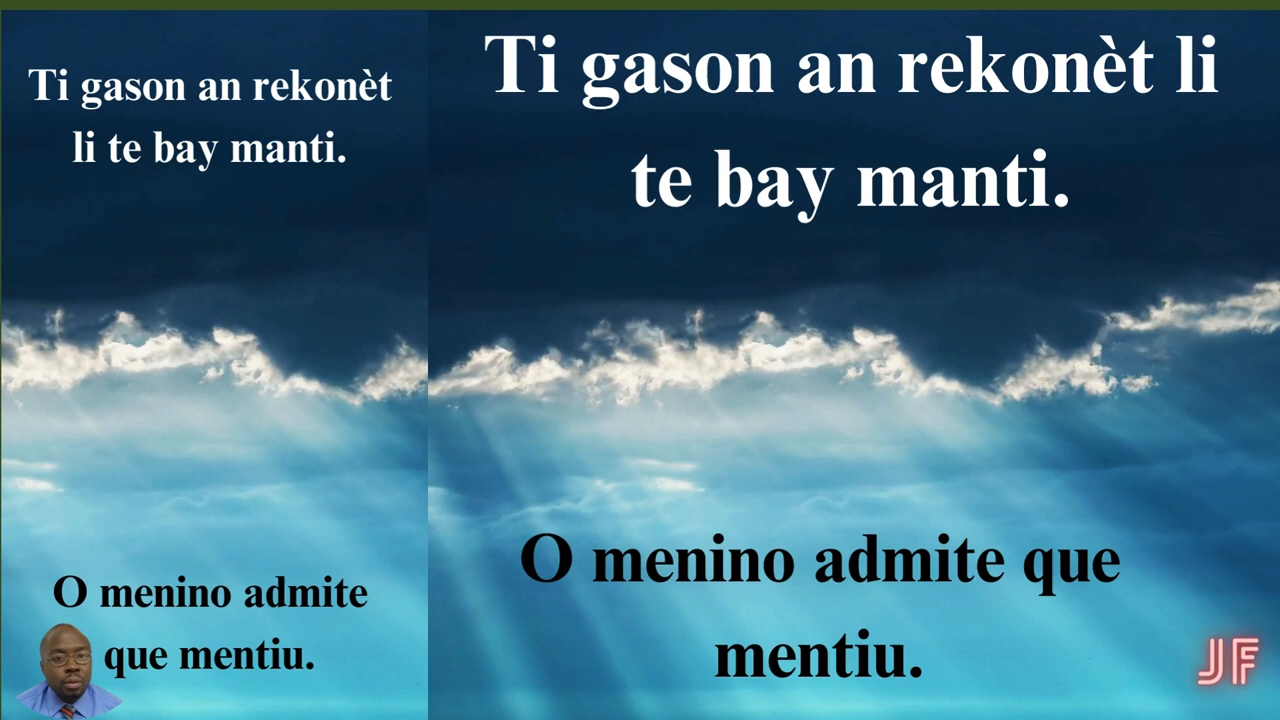 Ti gason an rekonèt
li te bay manti.
O menino admite
que mentiu.
Ti gason an rekonèt li
te bay manti.
O menino admite que
mentiu.
JF